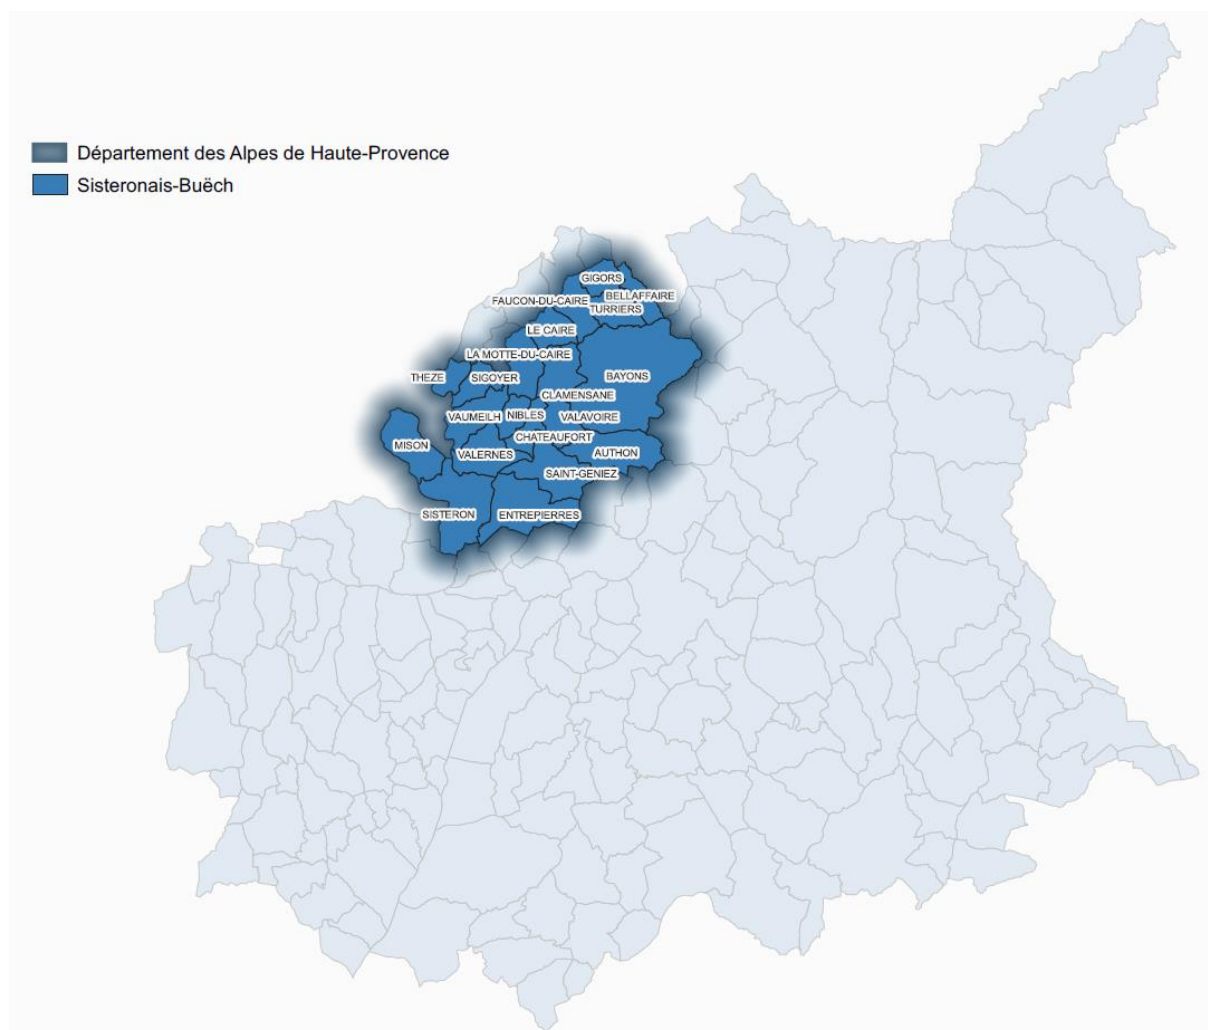 Département des Alpes de Haute-Provence
Sisteronais-Buëch
GIGORS
BELLAFFAIRE
FAUCON-DU-CAIRE
TURRIERS
LE CAIRE
LA MOTTE-DU-CAIRE
THEZE
SIGOYER
BAYONS
CLAMENSANE
VAUMEILH
NIBLES
VALAVOIRE
CHATEAUFORT
MISON
VALERNES
AUTHON
SAINT-GENIEZ
SISTERON
ENTREPIERRES